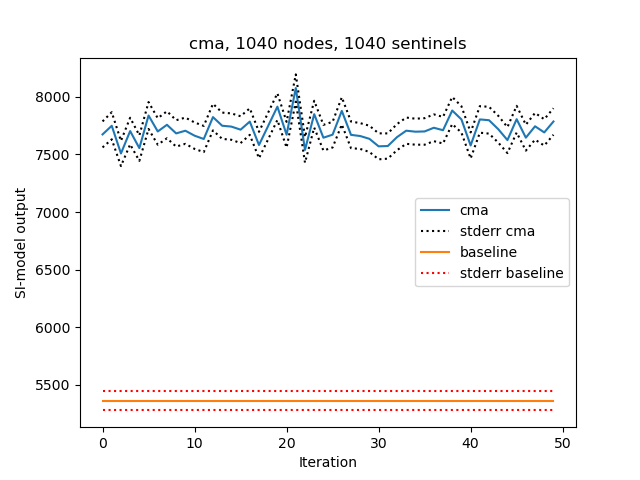 cma, 1040 nodes, 1040 sentinels
8000
7500
7000
6500
6000
5500
SI-model output
cma
stderr cma
baseline
stderr baseline
0
10
20
30
40
50
Iteration